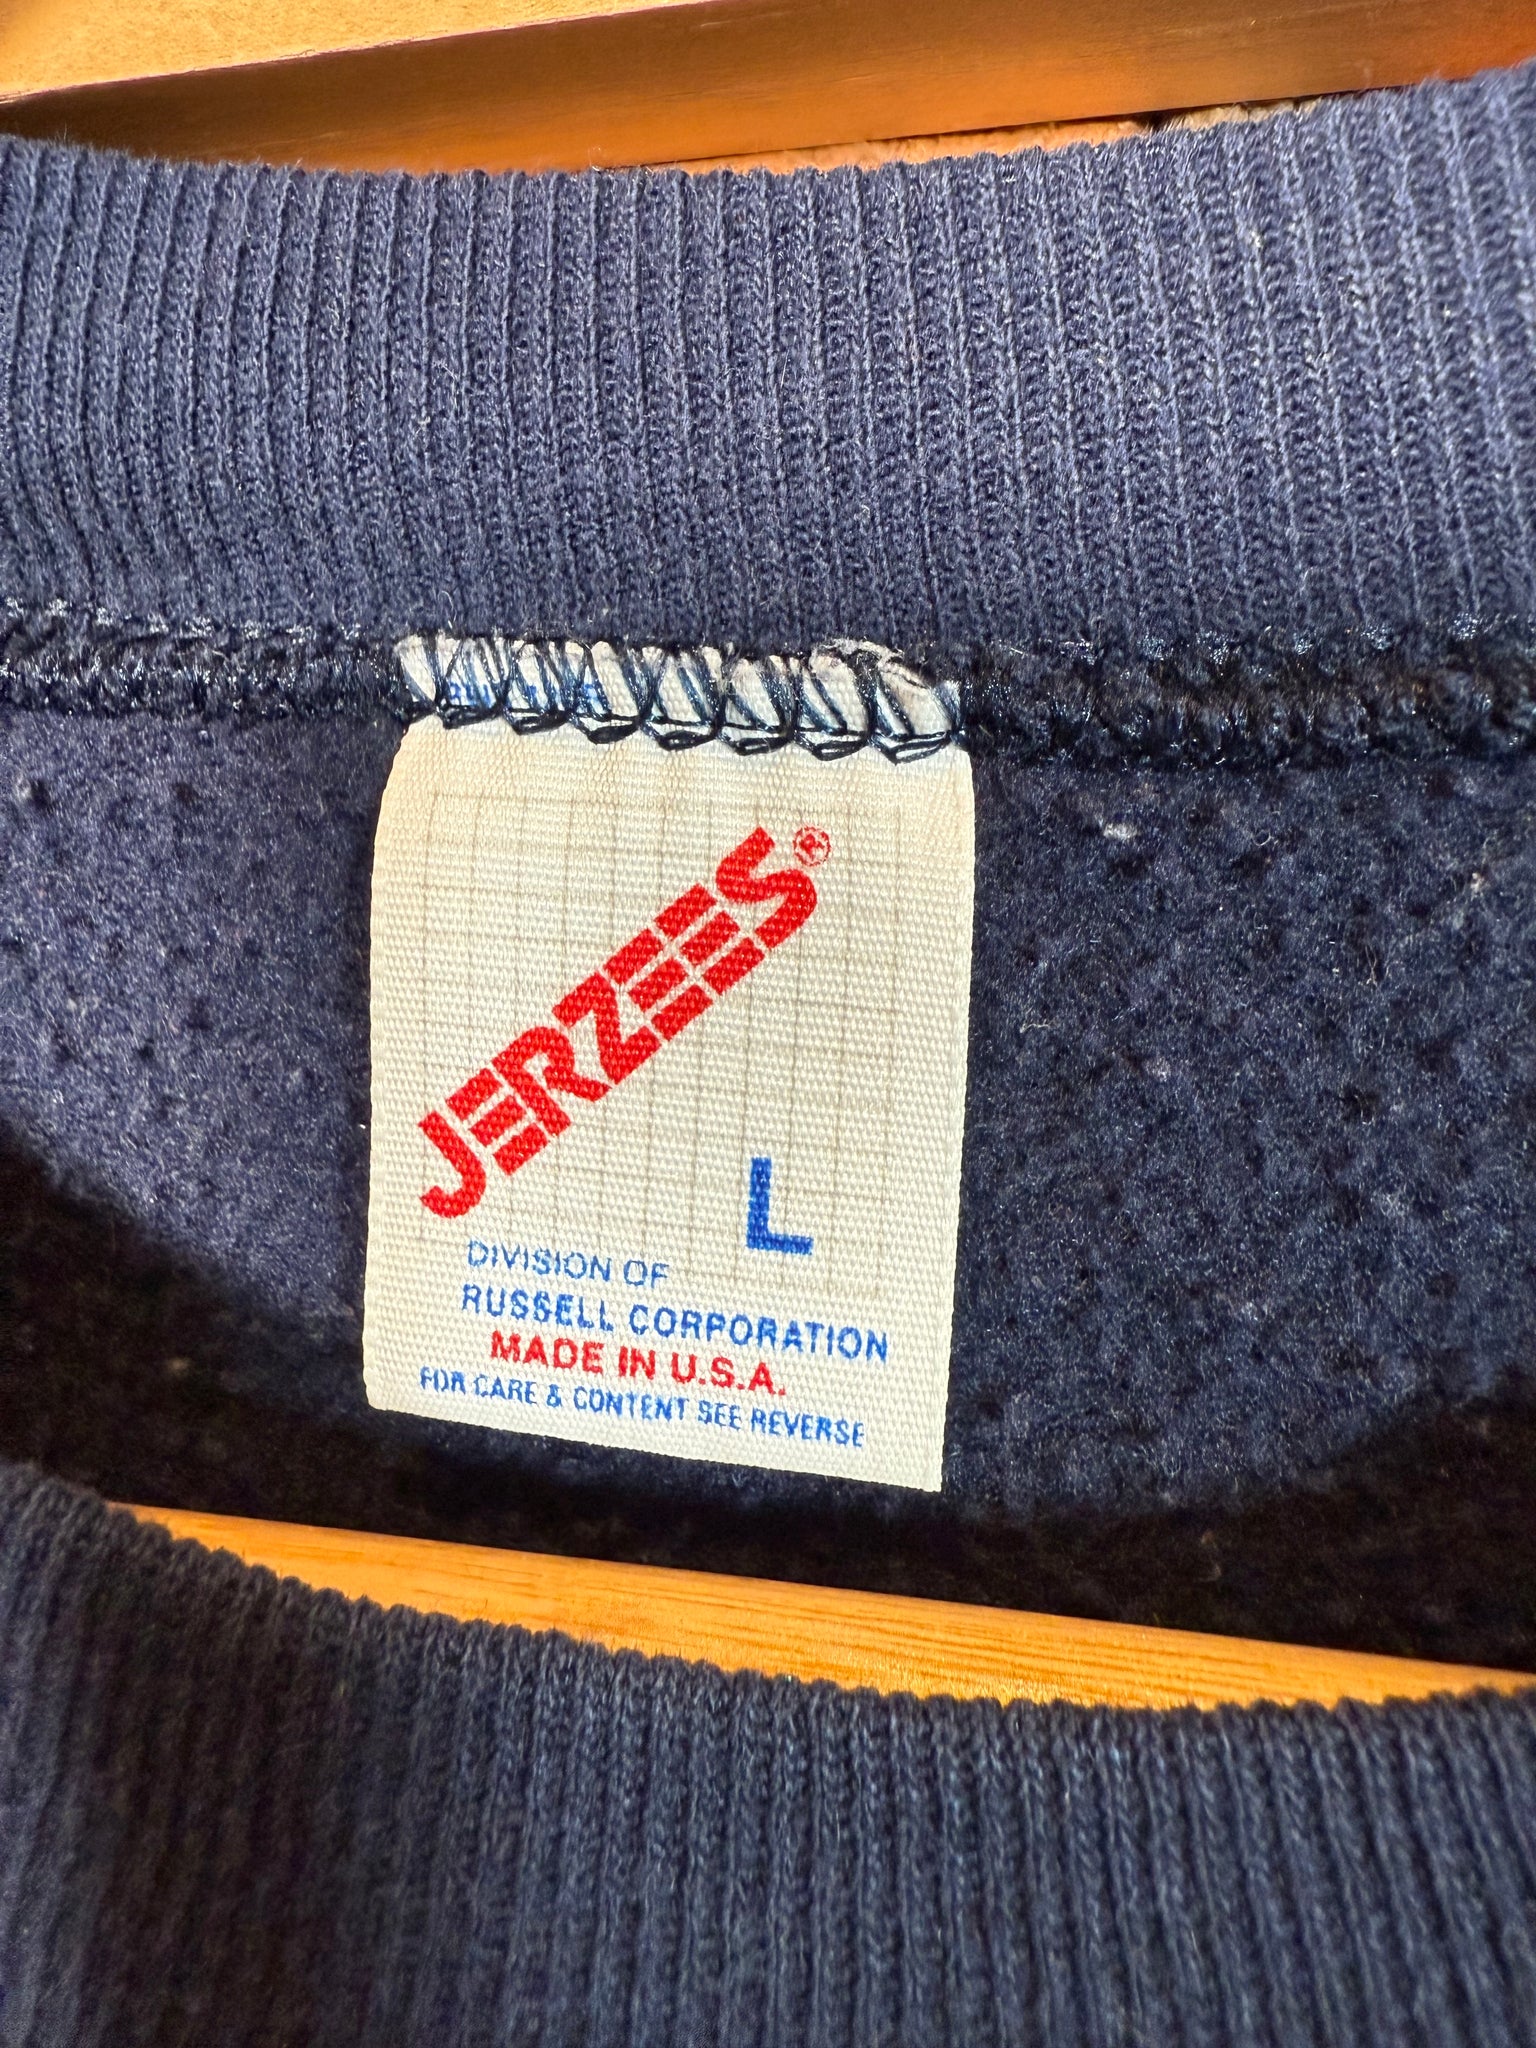 JERZEES®
L
DIVISION OF
RUSSELL CORPORATION
MADE IN U.S.A.
FOR CARE & CONTENT SEE REVERSE